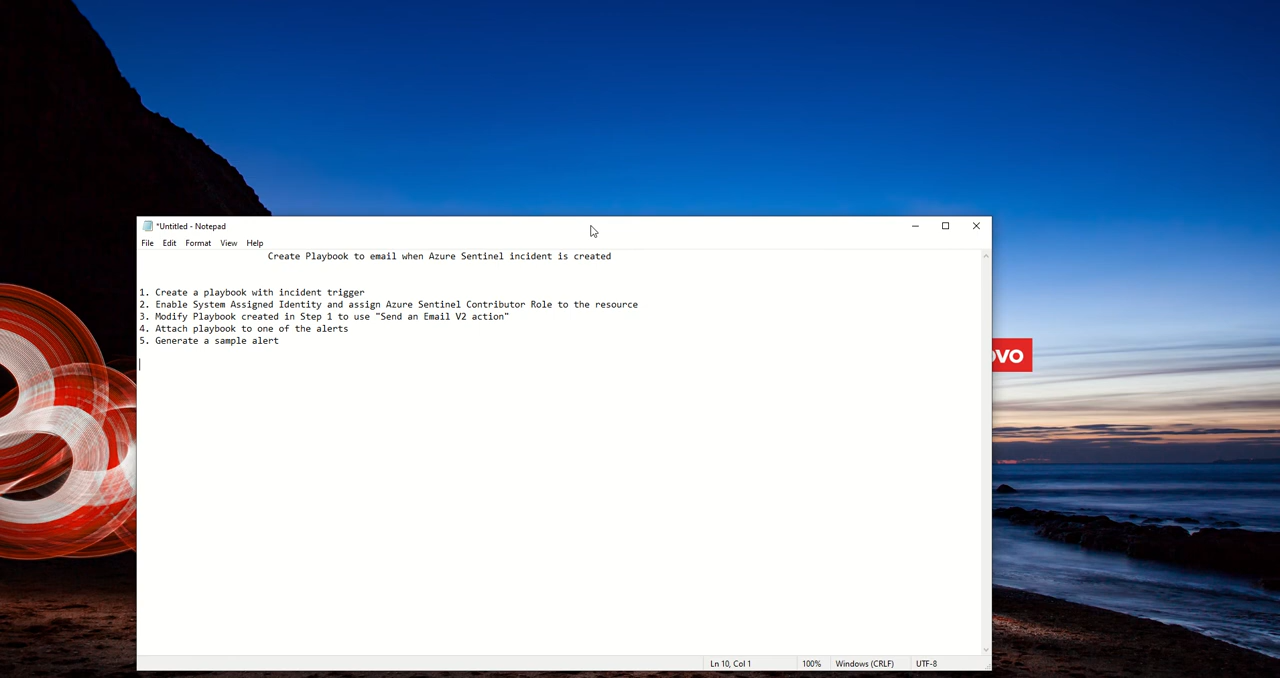 *Untitled - Notepad
File Edit Format View Help
Create Playbook to email when Azure Sentinel incident is created
1. Create a playbook with incident trigger
2. Enable System Assigned Identity and assign Azure Sentinel Contributor Role to the resource
3. Modify Playbook created in Step 1 to use "Send an Email V2 action"
4. Attach playbook to one of the alerts
5. Generate a sample alert
ovo
Ln 10, Col 1 100% Windows (CRLF) UTF-8